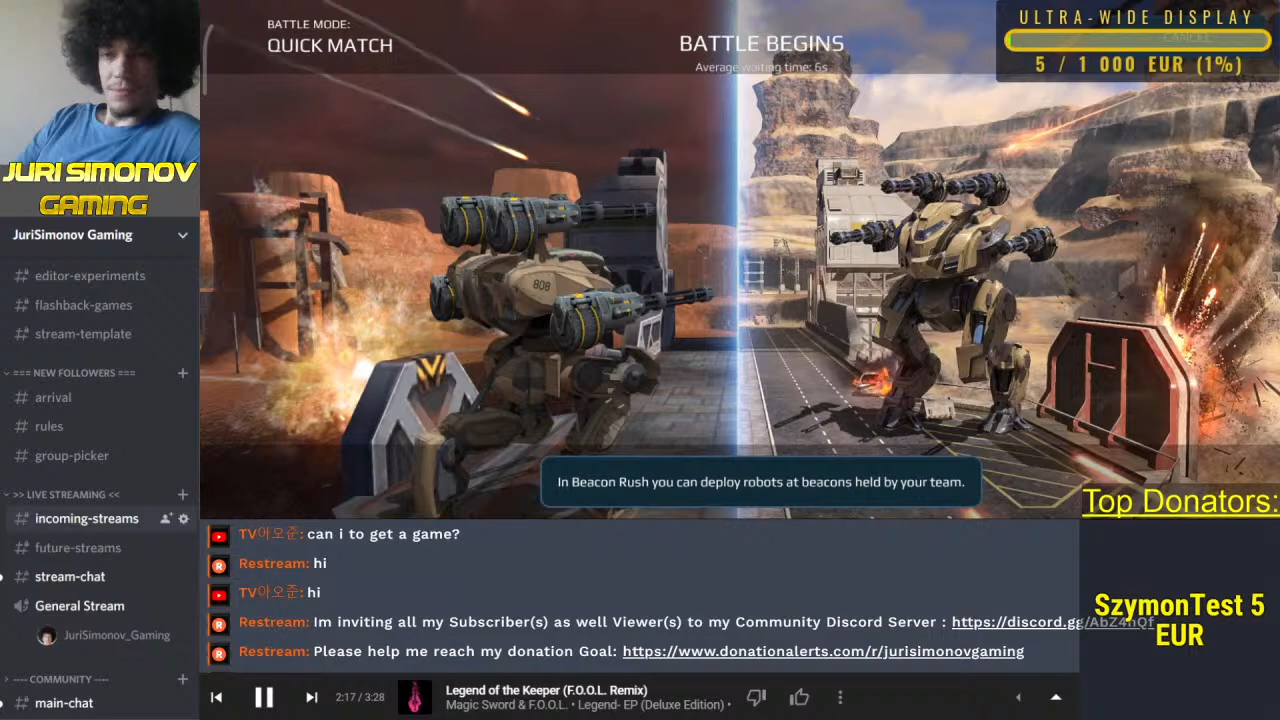 BATTLE MODE:
QUICK MATCH
BATTLE BEGINS
Average waiting time: 6s
ULTRA-WIDE DISPLAY
CANCEL
5 / 1 000 EUR (1%)
JURI SIMONOV
GAMING
JuriSimonov Gaming
editor-experiments
flashback-games
stream-template
=== NEW FOLLOWERS ===
arrival
rules
group-picker
>> LIVE STREAMING <<
incoming-streams
future-streams
stream-chat
General Stream
JuriSimonov_Gaming
=== COMMUNITY ====
main-chat
808
In Beacon Rush you can deploy robots at beacons held by your team.
TV아오준: can i to get a game?
Restream: hi
TV아오준: hi
Restream: Im inviting all my Subscriber(s) as well Viewer(s) to my Community Discord Server : https://discord.gg/AbZ4nQf
Restream: Please help me reach my donation Goal: https://www.donationalerts.com/r/jurisimonovgaming
Top Donators:
SzymonTest 5
EUR
2:17 / 3:28
Legend of the Keeper (F.O.O.L. Remix)
Magic Sword & F.O.O.L. • Legend- EP (Deluxe Edition) •